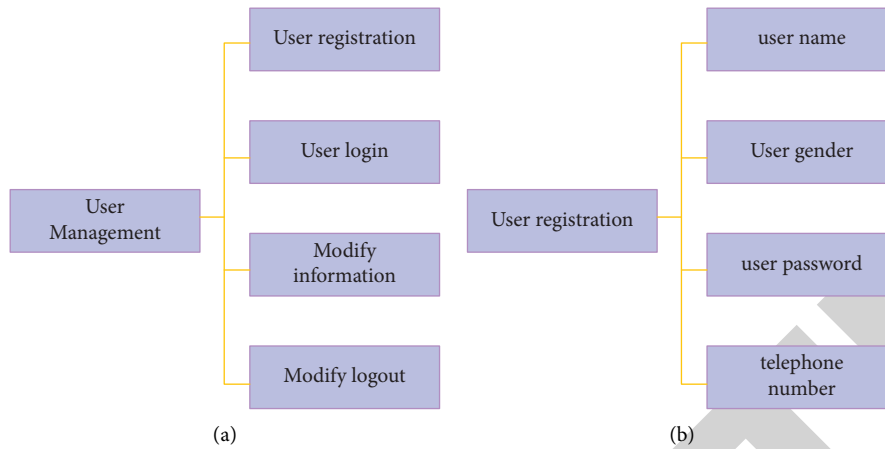 User registration
User login
User
Management
Modify
information
Modify logout
(a)
user name
User gender
User registration
user password
telephone
number
(b)